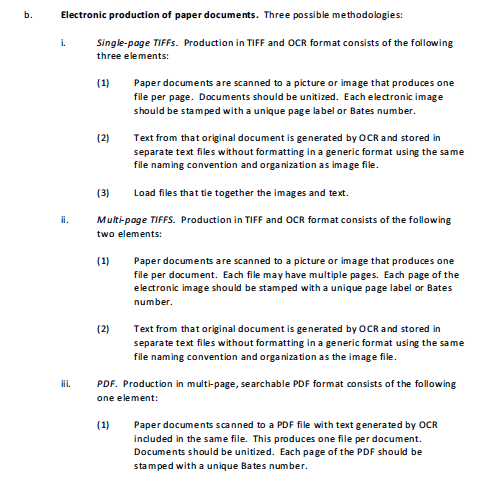 b. Electronic production of paper documents. Three possible methodologies:
i. Single-page TIFFs. Production in TIFF and OCR format consists of the following
three elements:
(1) Paper documents are scanned to a picture or image that produces one
file per page. Documents should be unitized. Each electronic image
should be stamped with a unique page label or Bates number.
(2) Text from that original document is generated by OCR and stored in
separate text files without formatting in a generic format using the same
file naming convention and organization as image file.
(3) Load files that tie together the images and text.
ii. Multi-page TIFFS. Production in TIFF and OCR format consists of the following
two elements:
(1) Paper documents are scanned to a picture or image that produces one
file per document. Each file may have multiple pages. Each page of the
electronic image should be stamped with a unique page label or Bates
number.
(2) Text from that original document is generated by OCR and stored in
separate text files without formatting in a generic format using the same
file naming convention and organization as the image file.
iii. PDF. Production in multi-page, searchable PDF format consists of the following
one element:
(1) Paper documents scanned to a PDF file with text generated by OCR
included in the same file. This produces one file per document.
Documents should be unitized. Each page of the PDF should be
stamped with a unique Bates number.